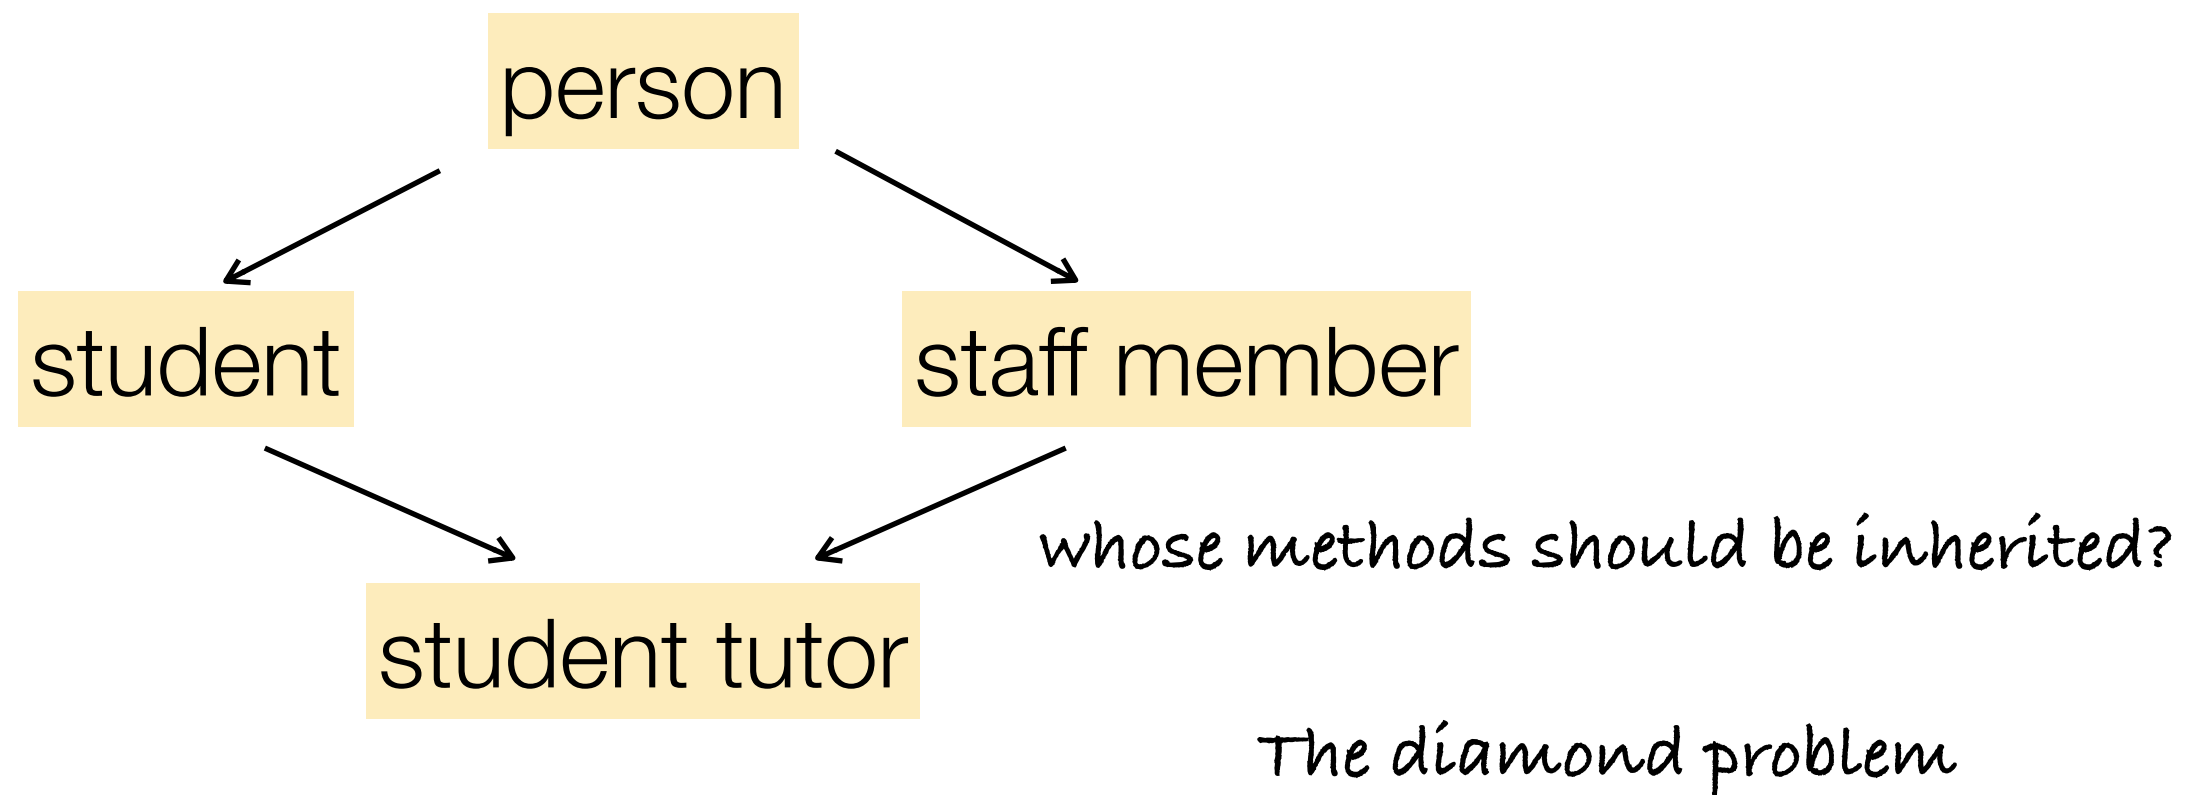 person
student
staff member
whose methods should be inherited?
student tutor
The diamond problem